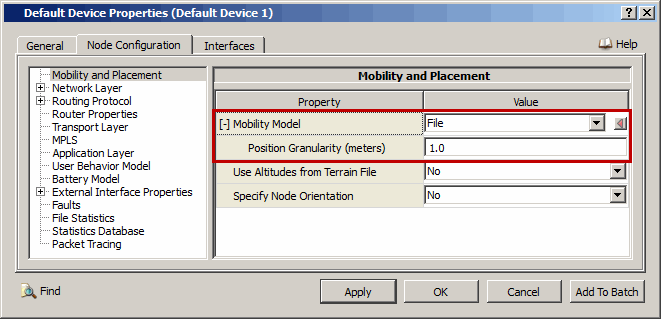 Default Device Properties (Default Device 1)
General Node Configuration Interfaces Help
Mobility and Placement
Network Layer
Routing Protocol
Router Properties
Transport Layer
MPLS
Application Layer
User Behavior Model
Battery Model
External Interface Properties
Faults
File Statistics
Statistics Database
Packet Tracing
Mobility and Placement
Property Value
[-] Mobility Model File
Position Granularity (meters) 1.0
Use Altitudes from Terrain File No
Specify Node Orientation No
Find Apply OK Cancel Add To Batch